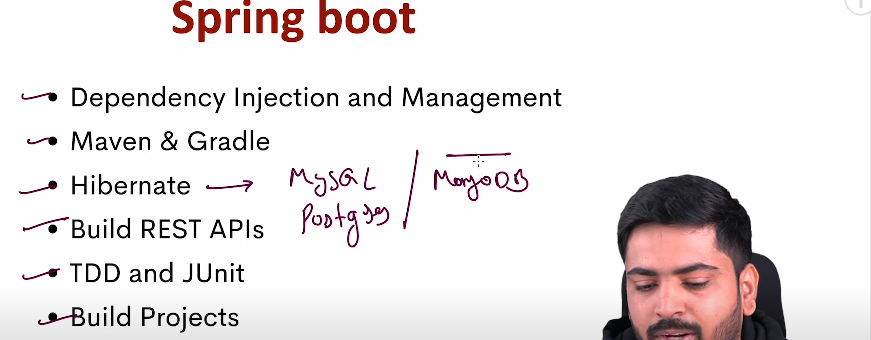 Spring boot
• Dependency Injection and Management
• Maven & Gradle
• Hibernate → MySQL / MongoDB
Postgres
• Build REST APIs
• TDD and JUnit
• Build Projects